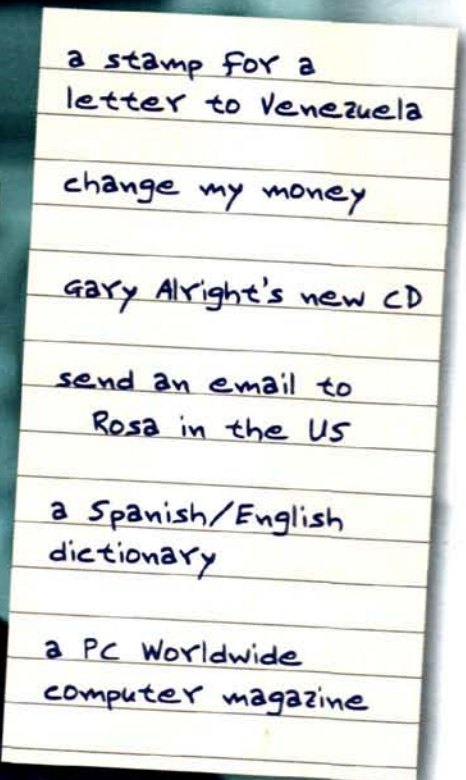 a stamp for a
letter to Venezuela
change my money
Gary Alright's new CD
send an email to
Rosa in the US
a Spanish/English
dictionary
a PC Worldwide
computer magazine